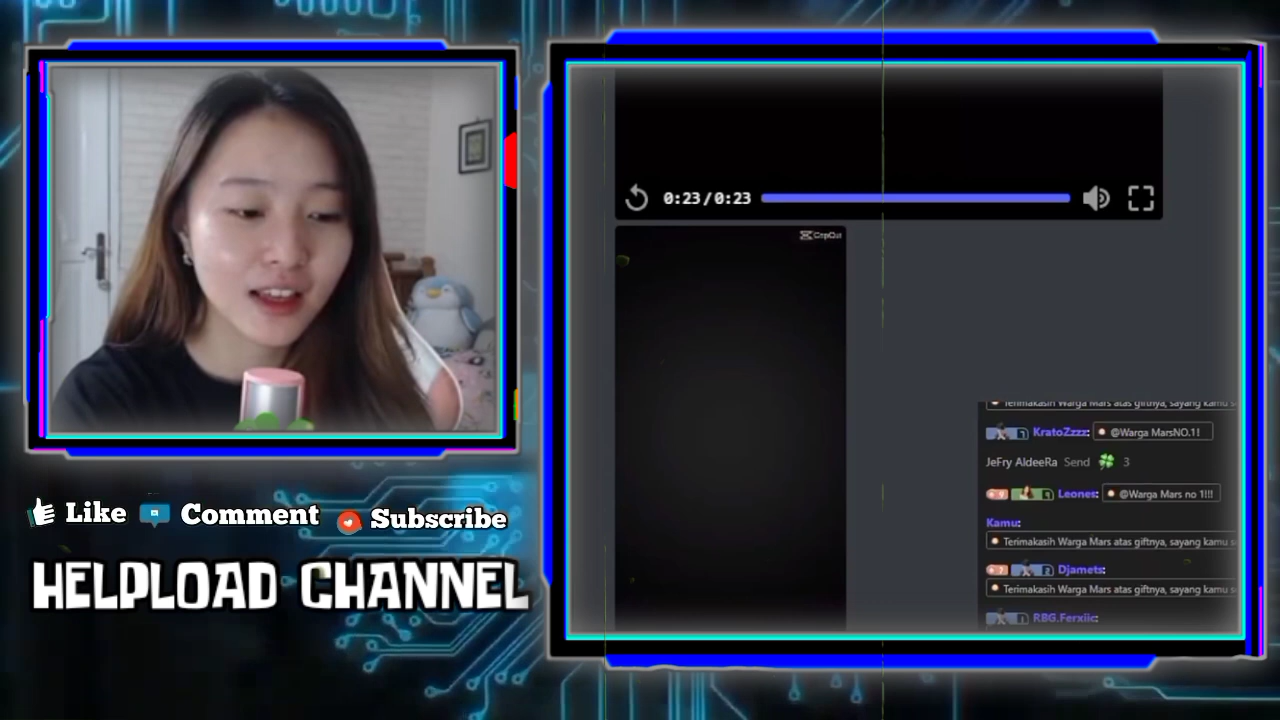 0:23/0:23
CapCut
Terimakasih Warga Mars atas giftnya, sayang kamu
KratoZzzz: @Warga MarsNO.1!
JeFry AldeeRa Send 3
Leones: @Warga Mars no 1!!!
Kamu:
Terimakasih Warga Mars atas giftnya, sayang kamu
Djamets:
Terimakasih Warga Mars atas giftnya, sayang kamu
RBG.Ferxiic:
Like Comment Subscribe
HELPLOAD CHANNEL